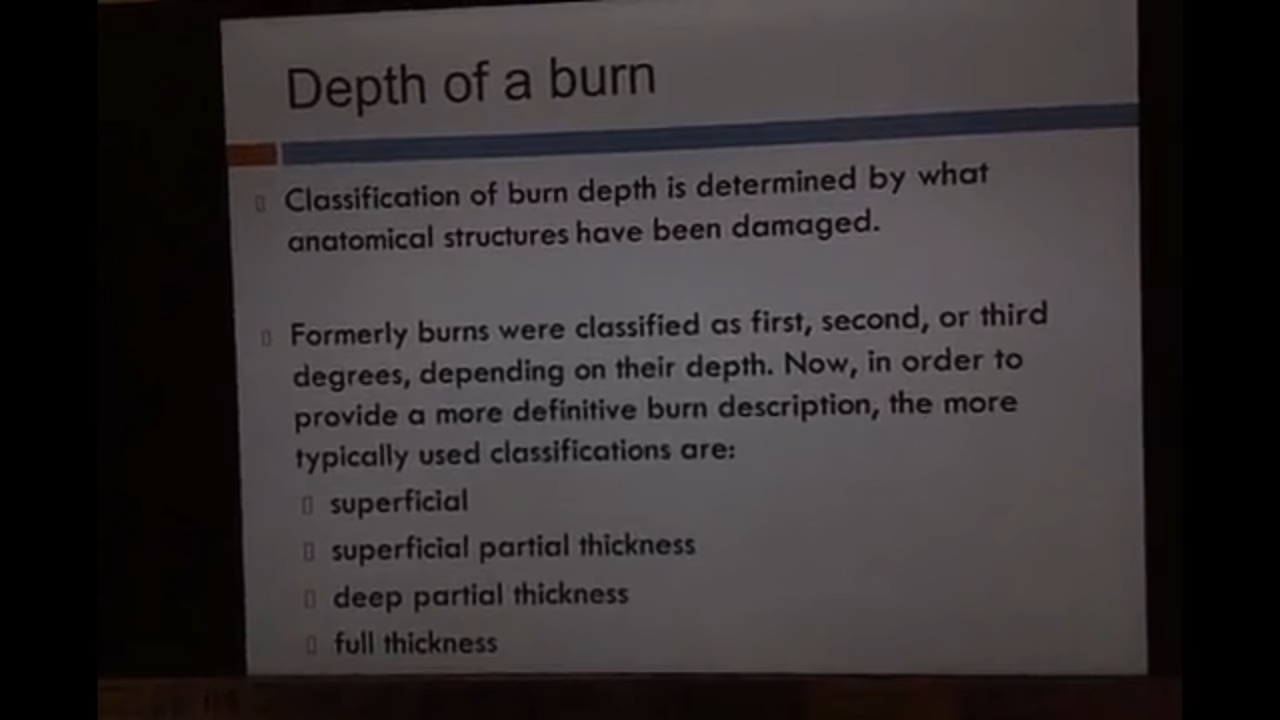 Depth of a burn
Classification of burn depth is determined by what
anatomical structures have been damaged.
Formerly burns were classified as first, second, or third
degrees, depending on their depth. Now, in order to
provide a more definitive burn description, the more
typically used classifications are:
superficial
superficial partial thickness
deep partial thickness
full thickness